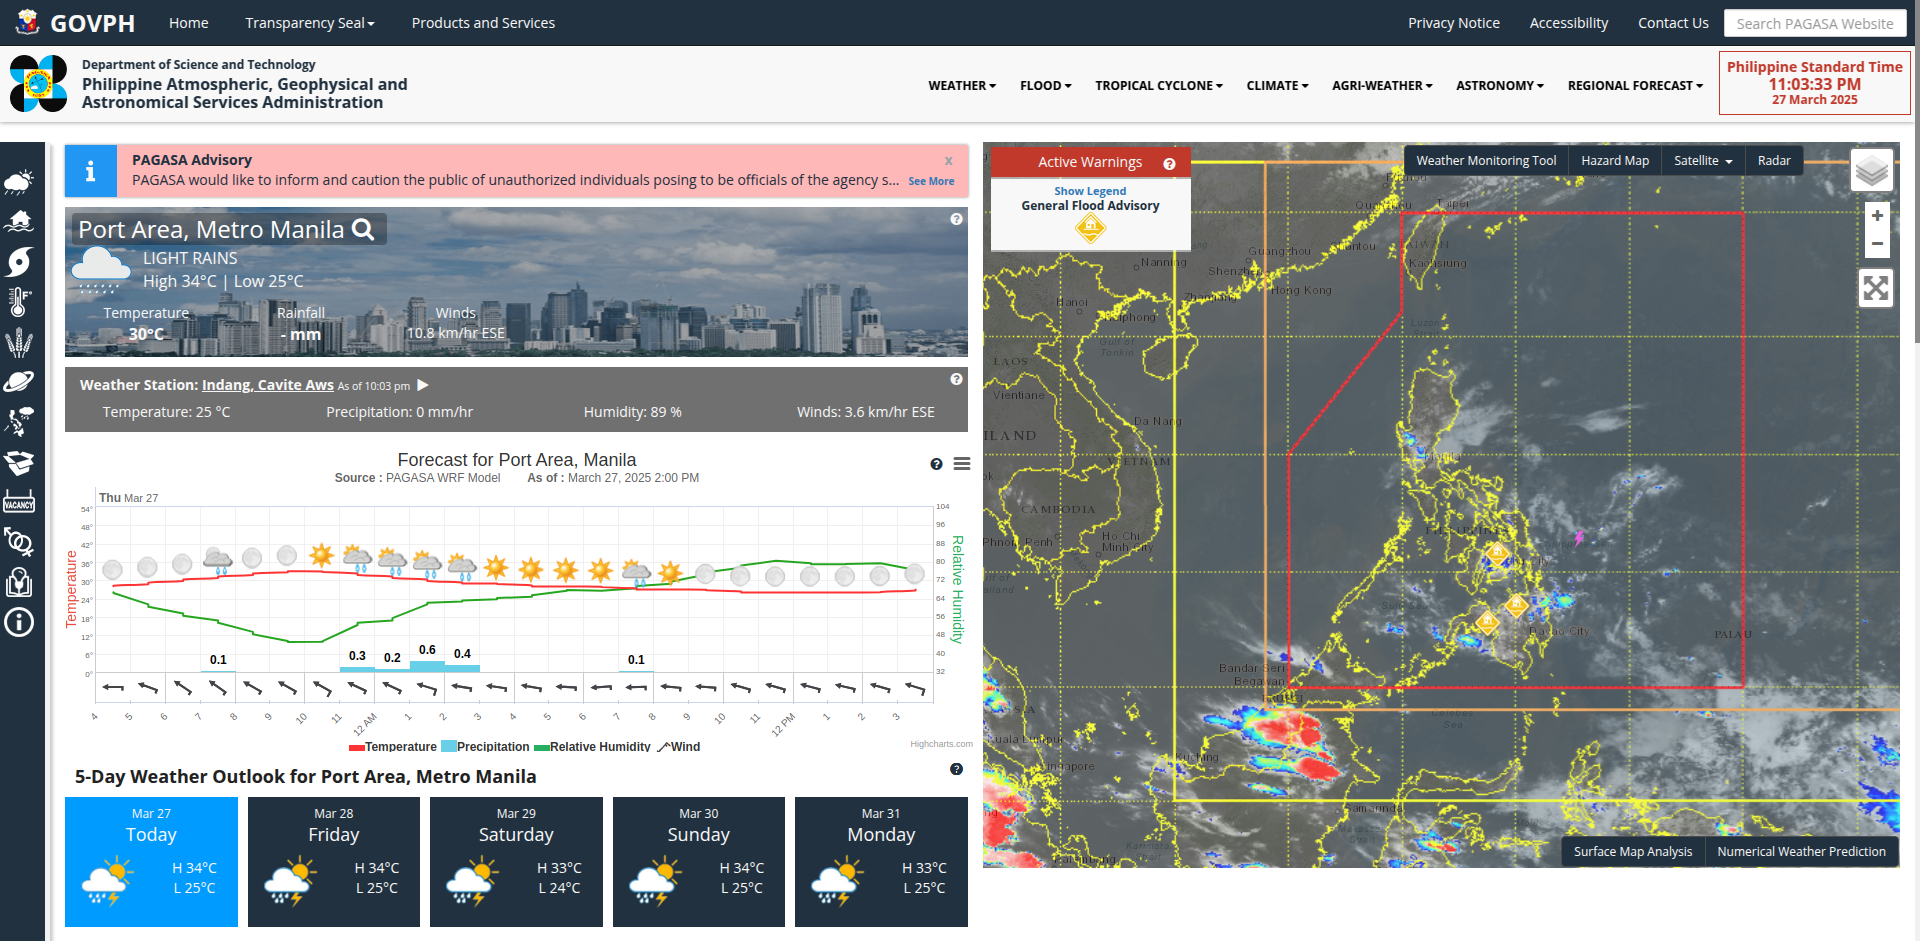 GOVPH
Home
Transparency Seal
Products and Services
Privacy Notice
Accessibility
Contact Us
Search PAGASA Website
Department of Science and Technology
Philippine Atmospheric, Geophysical and
Astronomical Services Administration
WEATHER
FLOOD
TROPICAL CYCLONE
CLIMATE
AGRI-WEATHER
ASTRONOMY
REGIONAL FORECAST
Philippine Standard Time
11:03:33 PM
27 March 2025
VACANCY
PAGASA Advisory
x
PAGASA would like to inform and caution the public of unauthorized individuals posing to be officials of the agency s... See More
Port Area, Metro Manila
LIGHT RAINS
High 34°C | Low 25°C
Temperature
30°C
Rainfall
- mm
Winds
10.8 km/hr ESE
Weather Station: Indang, Cavite Aws As of 10:03 pm
Temperature: 25 °C
Precipitation: 0 mm/hr
Humidity: 89 %
Winds: 3.6 km/hr ESE
Forecast for Port Area, Manila
Source : PAGASA WRF Model As of : March 27, 2025 2:00 PM
Thu Mar 27
Temperature
54°
48°
42°
36°
30°
24°
18°
12°
6°
0°
104
96
88
80
72
64
56
48
40
32
Relative Humidity
0.1
0.3
0.2
0.6
0.4
0.1
4
5
6
7
8
9
10
11
12 AM
1
2
3
4
5
6
7
8
9
10
11
12 PM
1
2
3
Temperature
Precipitation
Relative Humidity
Wind
Highcharts.com
5-Day Weather Outlook for Port Area, Metro Manila
Mar 27
Today
H 34°C
L 25°C
Mar 28
Friday
H 34°C
L 25°C
Mar 29
Saturday
H 33°C
L 24°C
Mar 30
Sunday
H 34°C
L 25°C
Mar 31
Monday
H 33°C
L 25°C
Active Warnings
Show Legend
General Flood Advisory
Weather Monitoring Tool
Hazard Map
Satellite
Radar
+
−
Taipei
Guangzhou
Shantou
Kaohsiung
Nanning
Shenzhen
Hong Kong
Hanoi
Haiphong
Gulf of
Tonkin
LAOS
Vientiane
Da Nang
ILAND
VIETNAM
CAMBODIA
Phnom Penh
Ho Chi
Minh City
Luzon
Davao City
PALAU
Bandar Seri
Begawan
Celebes
Sea
Kuala Lumpur
Singapore
Kuching
Samarinda
Karimata
Surface Map Analysis
Numerical Weather Prediction